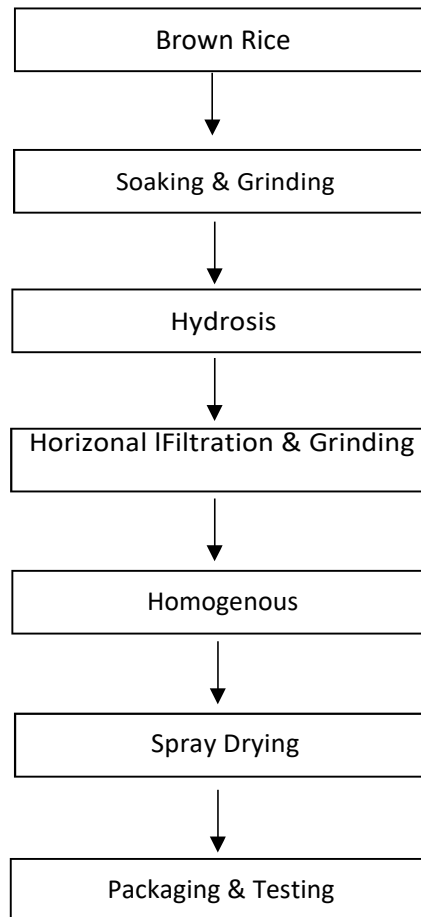 Brown Rice
Soaking & Grinding
Hydrosis
Horizonal lFiltration & Grinding
Homogenous
Spray Drying
Packaging & Testing